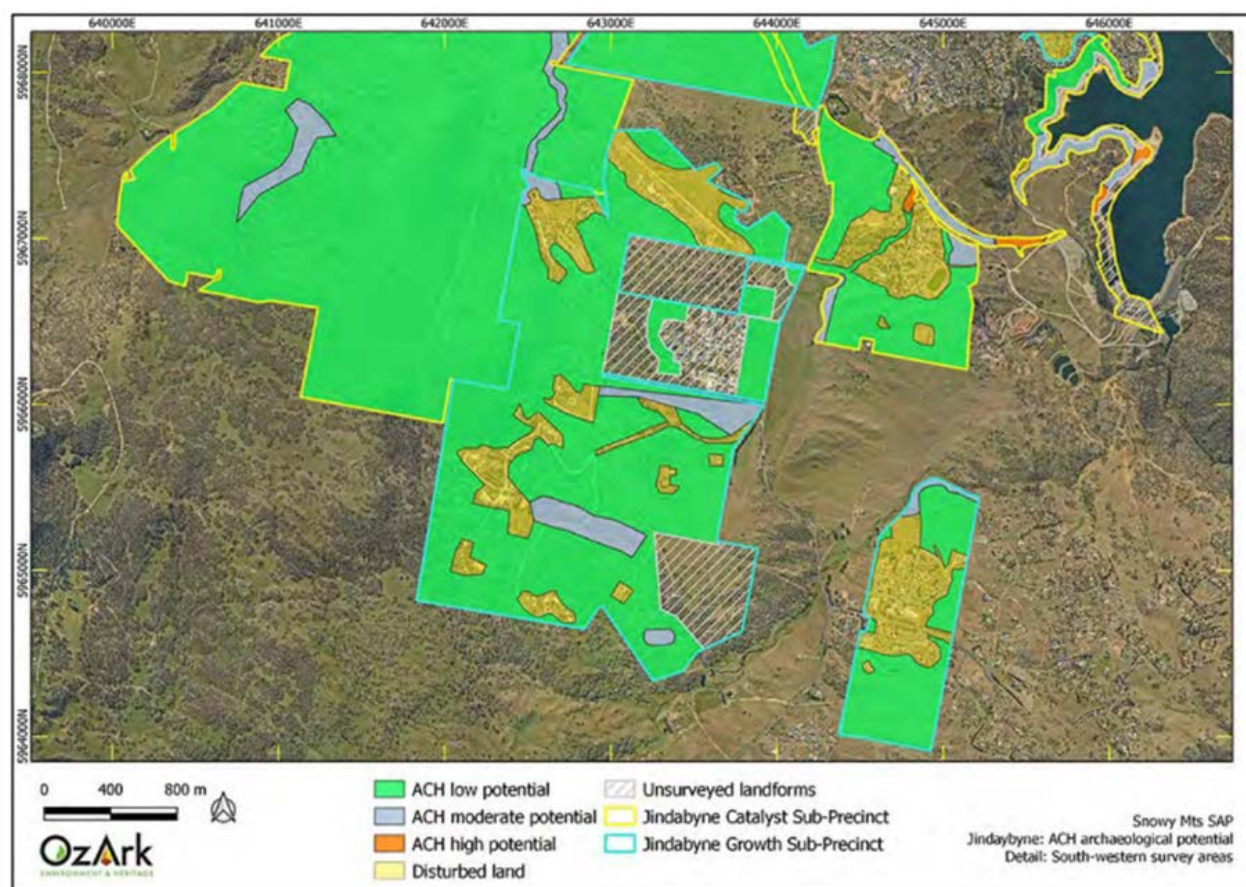 640000E 641000E 642000E 643000E 644000E 645000E 646000E
5968000N
5967000N
5966000N
5965000N
5964000N
0 400 800 m
OzArk
ENVIRONMENT & HERITAGE
ACH low potential
ACH moderate potential
ACH high potential
Disturbed land
Unsurveyed landforms
Jindabyne Catalyst Sub-Precinct
Jindabyne Growth Sub-Precinct
Snowy Mts SAP
Jindaybyne: ACH archaeological potential
Detail: South-western survey areas